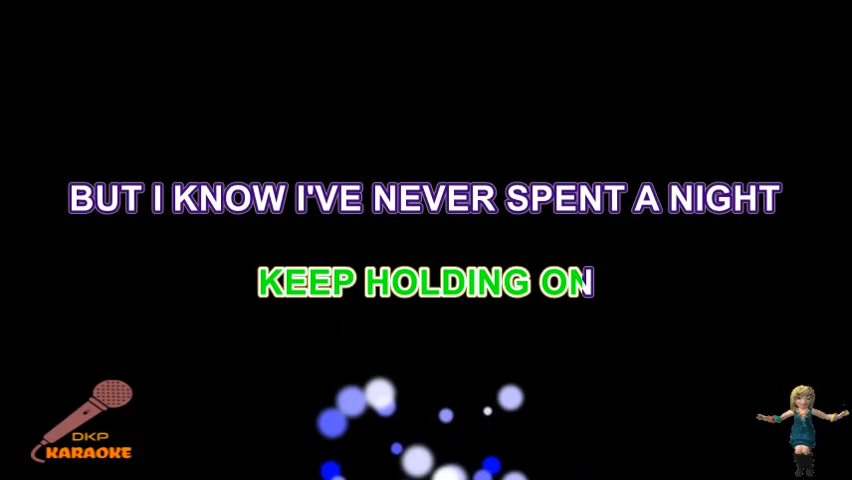 BUT I KNOW I'VE NEVER SPENT A NIGHT
KEEP HOLDING ON
DKP
KARAOKE